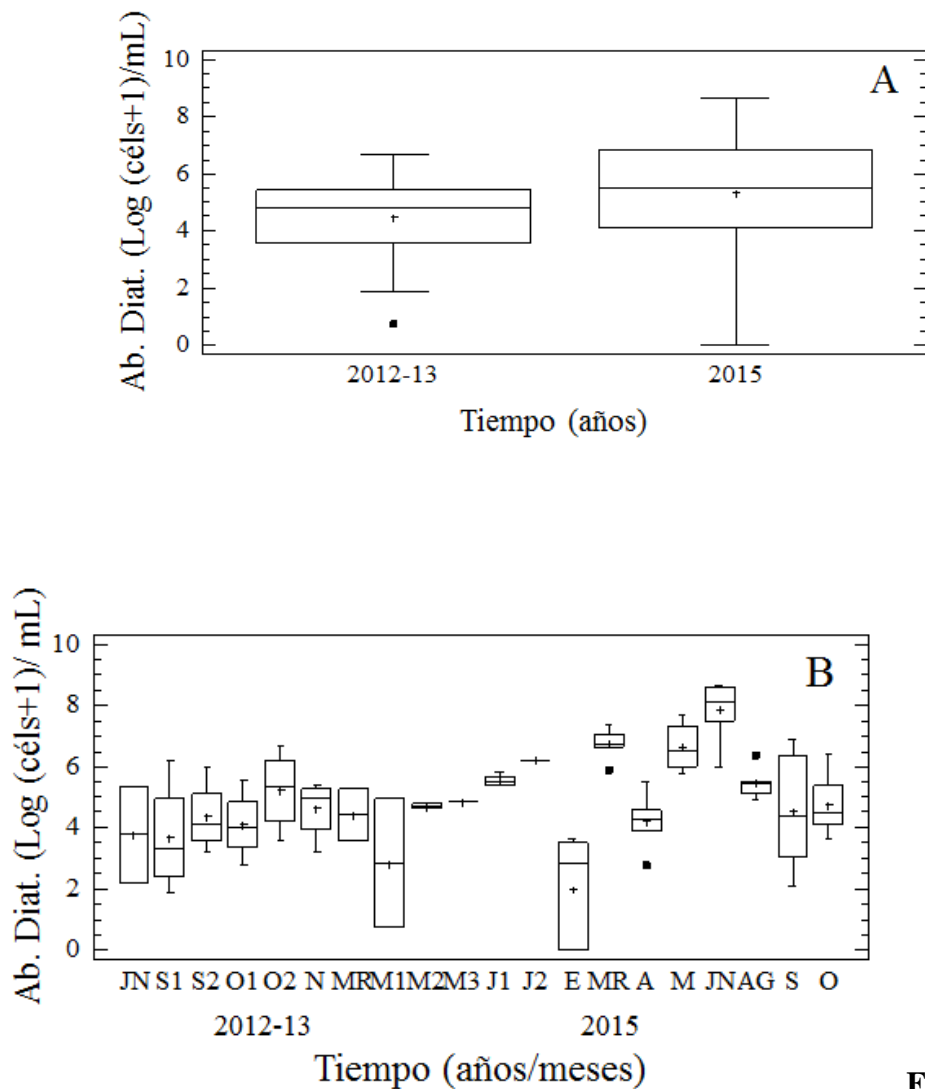 10
A
8
6
4
2
0
Ab. Diat. (Log (céls+1)/mL)
2012-13 2015
Tiempo (años)
10
B
8
6
4
2
0
Ab. Diat. (Log (céls+1)/ mL)
JN S1 S2 O1 O2 N MR M1 M2 M3 J1 J2 E MR A M JN AG S O
2012-13 2015
Tiempo (años/meses)